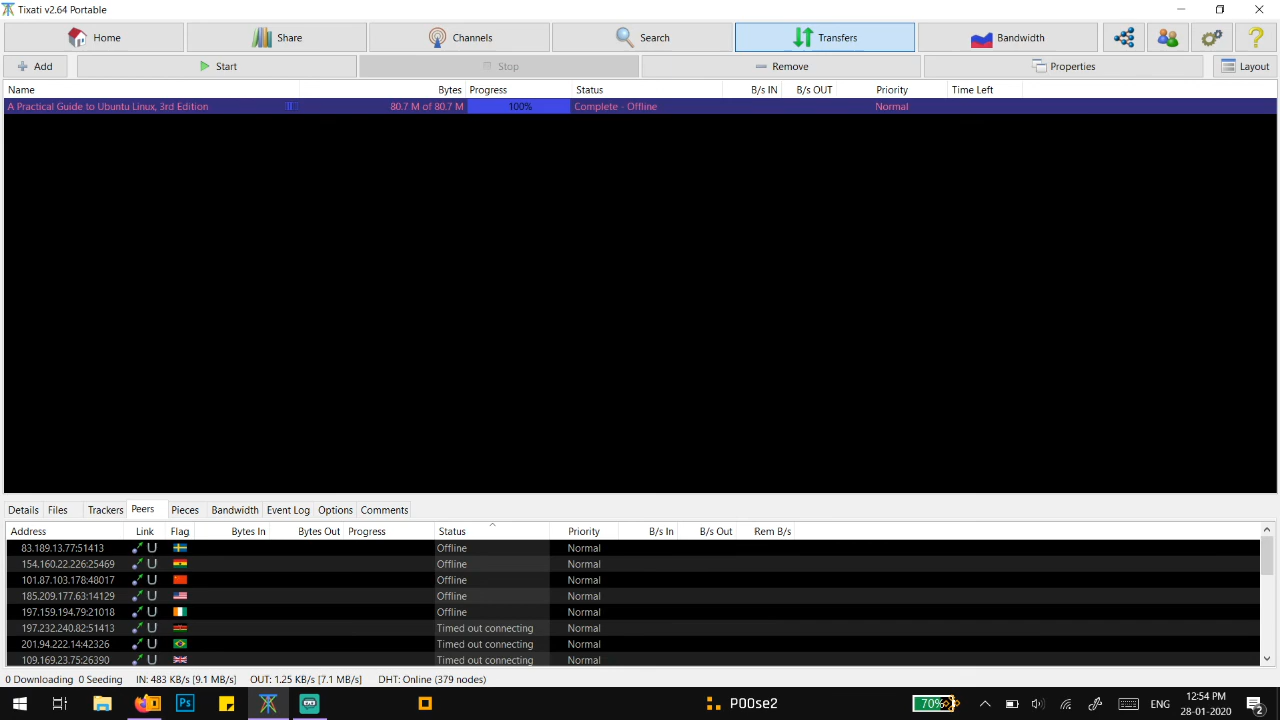 Tixati v2.64 Portable
Home Share Channels Search Transfers Bandwidth
Add Start Stop Remove Properties Layout
Name Bytes Progress Status B/s IN B/s OUT Priority Time Left
A Practical Guide to Ubuntu Linux, 3rd Edition 80.7 M of 80.7 M 100% Complete - Offline Normal
Details Files Trackers Peers Pieces Bandwidth Event Log Options Comments
Address Link Flag Bytes In Bytes Out Progress Status Priority B/s In B/s Out Rem B/s
83.189.13.77:51413 U Offline Normal
154.160.22.226:25469 U Offline Normal
101.87.103.178:48017 U Offline Normal
185.209.177.63:14129 U Offline Normal
197.159.194.79:21018 U Offline Normal
197.232.240.82:51413 U Timed out connecting Normal
201.94.222.14:42326 U Timed out connecting Normal
109.169.23.75:26390 U Timed out connecting Normal
0 Downloading 0 Seeding IN: 483 KB/s [9.1 MB/s] OUT: 1.25 KB/s [7.1 MB/s] DHT: Online (379 nodes)
Ps P00se2 70% ENG 12:54 PM
28-01-2020 2